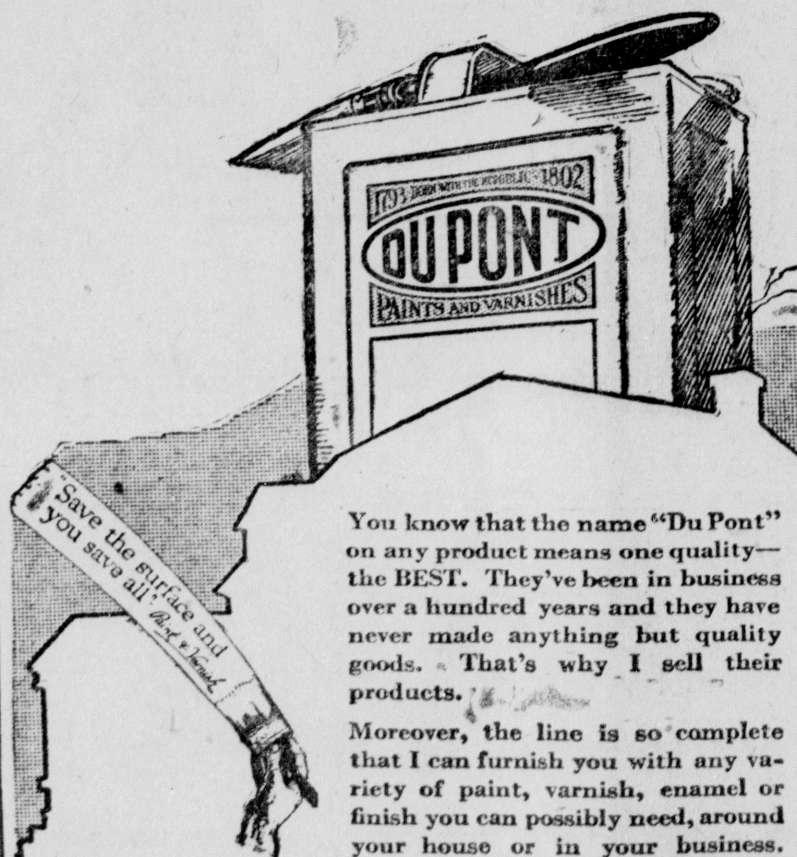 1793 BORN WITH THE REPUBLIC 1802
DU PONT
PAINTS AND VARNISHES
"Save the surface and
you save all" Paint & Varnish
You know that the name "Du Pont"
on any product means one quality—
the BEST. They've been in business
over a hundred years and they have
never made anything but quality
goods. That's why I sell their
products.
Moreover, the line is so complete
that I can furnish you with any va-
riety of paint, varnish, enamel or
finish you can possibly need, around
your house or in your business.